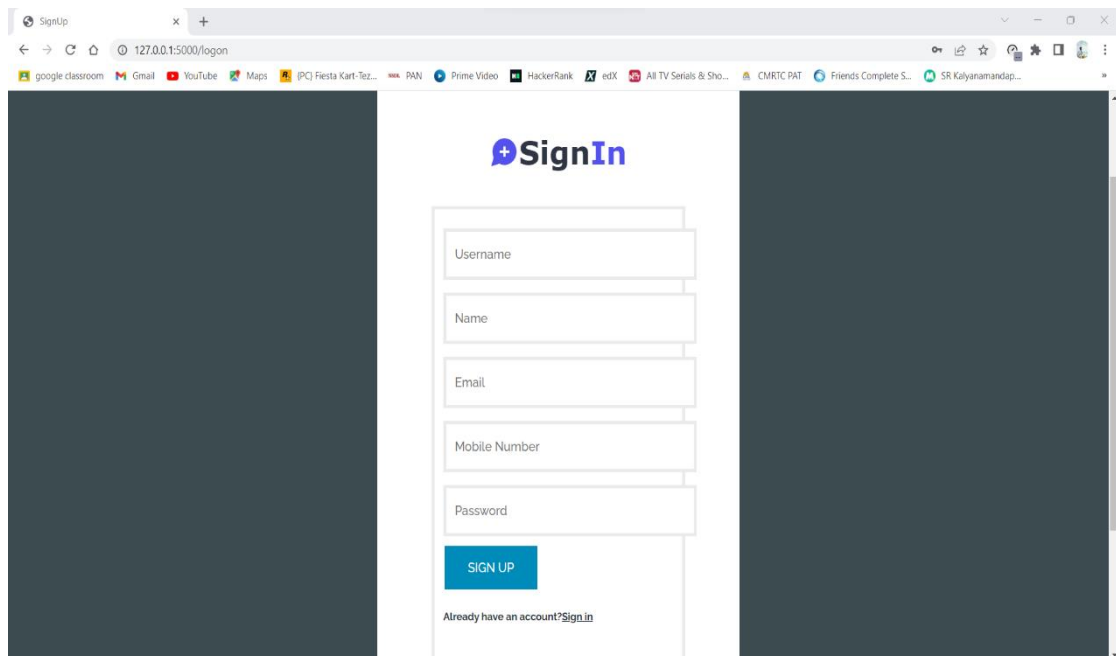 SignUp
127.0.0.1:5000/logon
google classroom Gmail YouTube Maps (PC) Fiesta Kart-Tez... PAN Prime Video HackerRank edX All TV Serials & Sho... CMRTC PAT Friends Complete S... SR Kalyanamandap...
SignIn
Username
Name
Email
Mobile Number
Password
SIGN UP
Already have an account?Sign in